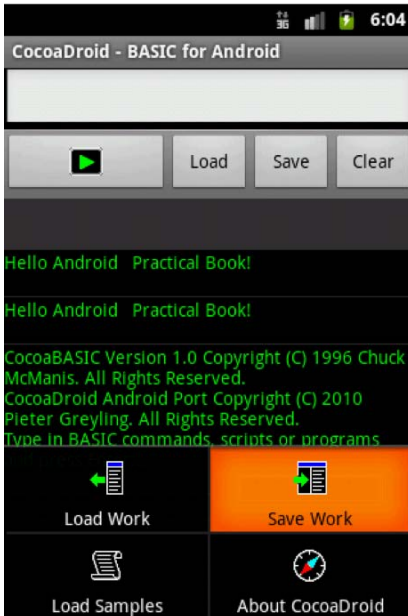 3G 6:04
CocoaDroid - BASIC for Android
Load Save Clear
Hello Android   Practical Book!
Hello Android   Practical Book!
CocoaBASIC Version 1.0 Copyright (C) 1996 Chuck
McManis. All Rights Reserved.
CocoaDroid Android Port Copyright (C) 2010
Pieter Greyling. All Rights Reserved.
Type in BASIC commands, scripts or programs
Load Work Save Work
Load Samples About CocoaDroid